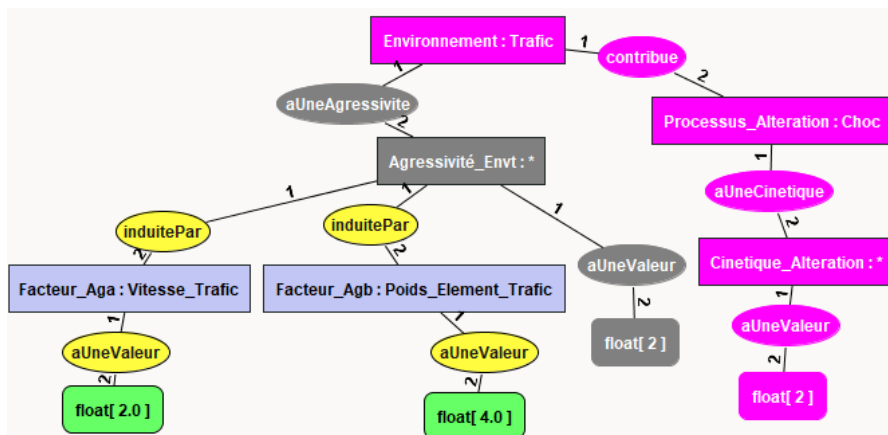 Environnement : Trafic
1
contribue
1
2
aUneAgressivite
2
Processus_Alteration : Choc
Agressivité_Envt : *
1
1
1
1
aUneCinetique
induitePar
induitePar
2
2
2
aUneValeur
Cinetique_Alteration : *
Facteur_Aga : Vitesse_Trafic
Facteur_Agb : Poids_Element_Trafic
2
1
1
1
aUneValeur
float[ 2 ]
aUneValeur
aUneValeur
2
2
2
float[ 2.0 ]
float[ 4.0 ]
float[ 2 ]